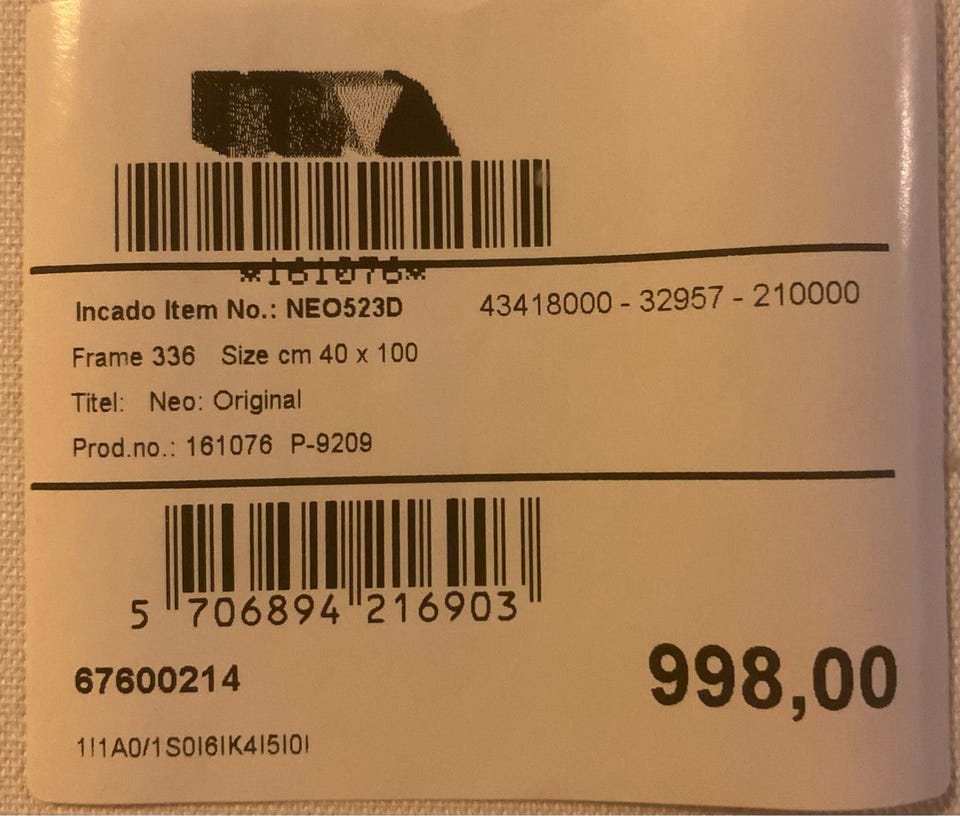 *161076*
Incado Item No.: NEO523D 43418000 - 32957 - 210000
Frame 336 Size cm 40 x 100
Titel: Neo: Original
Prod.no.: 161076 P-9209
5 706894 216903
67600214 998,00
1I1A0/1S0I6IK4I5I0I